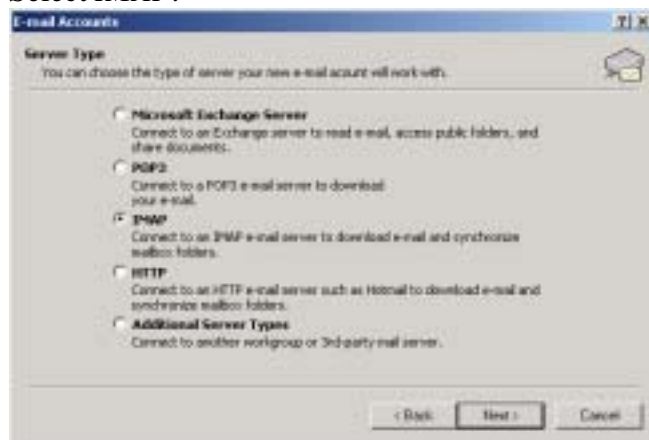 Select IMAP.
E-mail Accounts
Server Type
You can choose the type of server your new e-mail acount will work with.
Microsoft Exchange Server
Connect to an Exchange server to read e-mail, access public folders, and
share documents.
POP3
Connect to a POP3 e-mail server to download
your e-mail.
IMAP
Connect to an IMAP e-mail server to download e-mail and synchronize
mailbox folders.
HTTP
Connect to an HTTP e-mail server such as Hotmail to download e-mail and
synchronize mailbox folders.
Additional Server Types
Connect to another workgroup or 3rd-party mail server.
< Back
Next >
Cancel